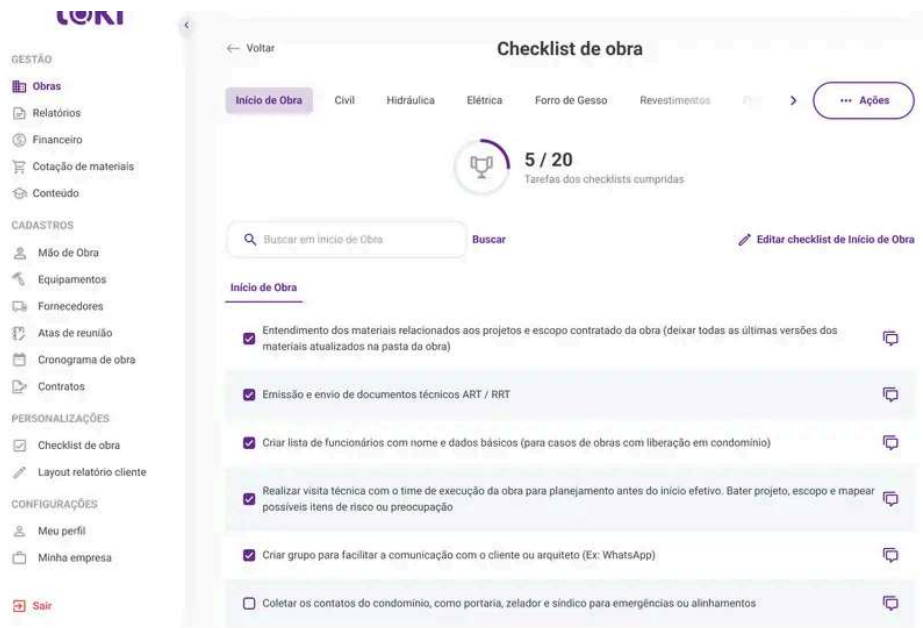 ← Voltar
Checklist de obra
GESTÃO
Obras
Relatórios
Financeiro
Cotação de materiais
Conteúdo
CADASTROS
Mão de Obra
Equipamentos
Fornecedores
Atas de reunião
Cronograma de obra
Contratos
PERSONALIZAÇÕES
Checklist de obra
Layout relatório cliente
CONFIGURAÇÕES
Meu perfil
Minha empresa
Sair
Início de Obra
Civil
Hidráulica
Elétrica
Forro de Gesso
Revestimentos
••• Ações
5 / 20
Tarefas dos checklists cumpridas
Buscar em Inicio de Obra
Buscar
Editar checklist de Início de Obra
Início de Obra
Entendimento dos materiais relacionados aos projetos e escopo contratado da obra (deixar todas as últimas versões dos
materiais atualizados na pasta da obra)
Emissão e envio de documentos técnicos ART / RRT
Criar lista de funcionários com nome e dados básicos (para casos de obras com liberação em condomínio)
Realizar visita técnica com o time de execução da obra para planejamento antes do início efetivo. Bater projeto, escopo e mapear
possíveis itens de risco ou preocupação
Criar grupo para facilitar a comunicação com o cliente ou arquiteto (Ex: WhatsApp)
Coletar os contatos do condomínio, como portaria, zelador e síndico para emergências ou alinhamentos